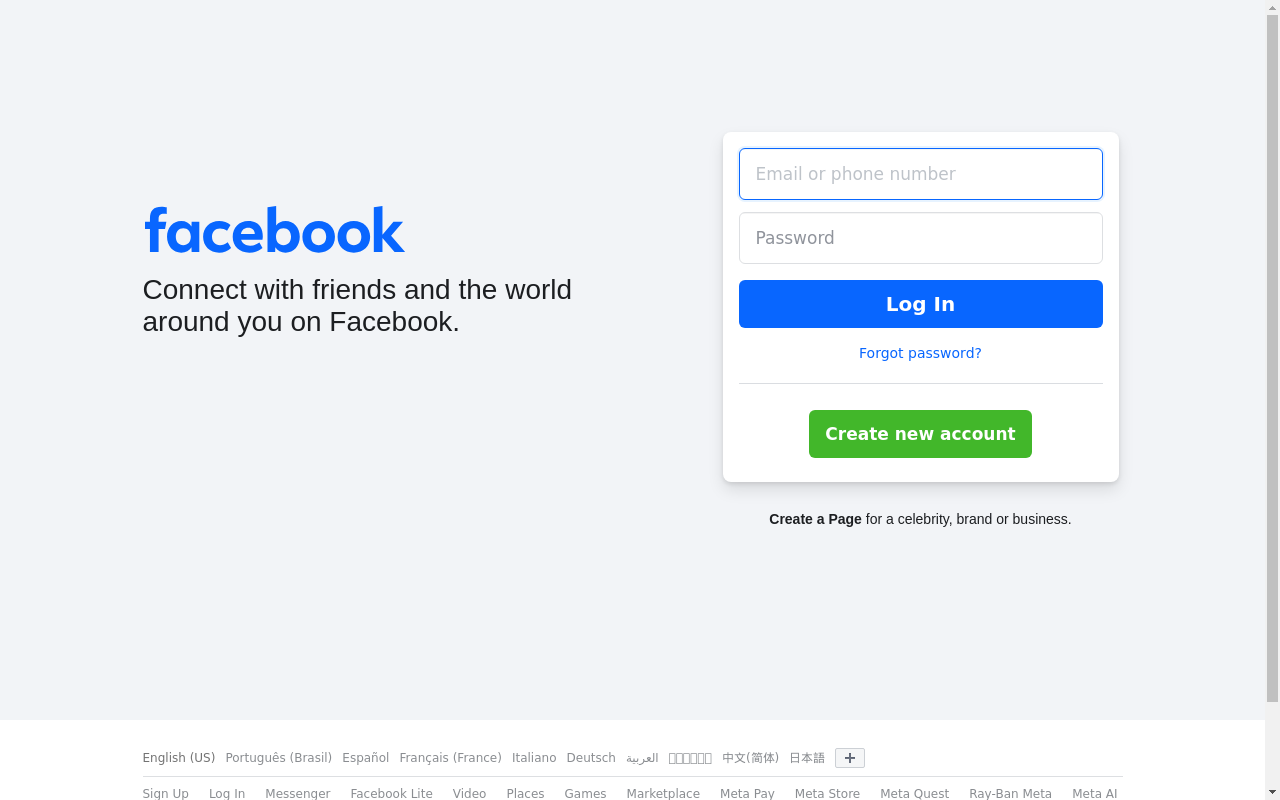 facebook
Connect with friends and the world
around you on Facebook.
Email or phone number
Password
Log In
Forgot password?
Create new account
Create a Page for a celebrity, brand or business.
English (US) Português (Brasil) Español Français (France) Italiano Deutsch العربية 中文(简体) 日本語
Sign Up Log In Messenger Facebook Lite Video Places Games Marketplace Meta Pay Meta Store Meta Quest Ray-Ban Meta Meta AI